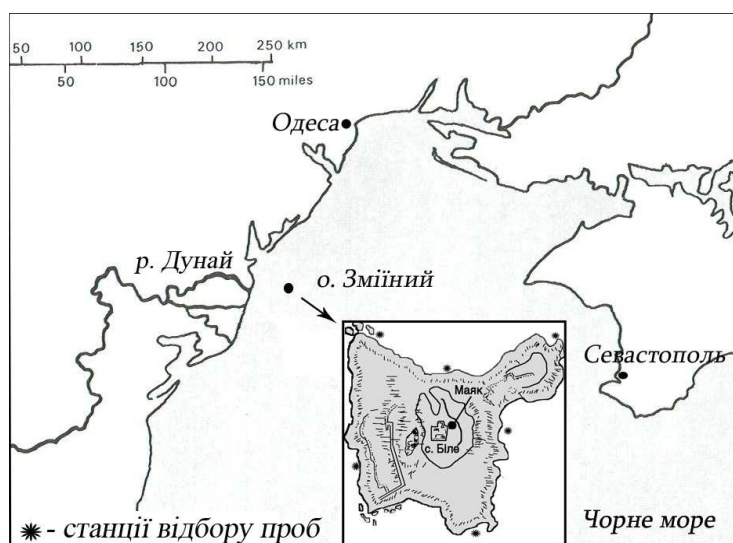 50 100 150 200 250 km
50 100 150 miles
Одеса
р. Дунай
о. Зміїний
Севастополь
Маяк
с. Біле
✷ - станції відбору проб
Чорне море